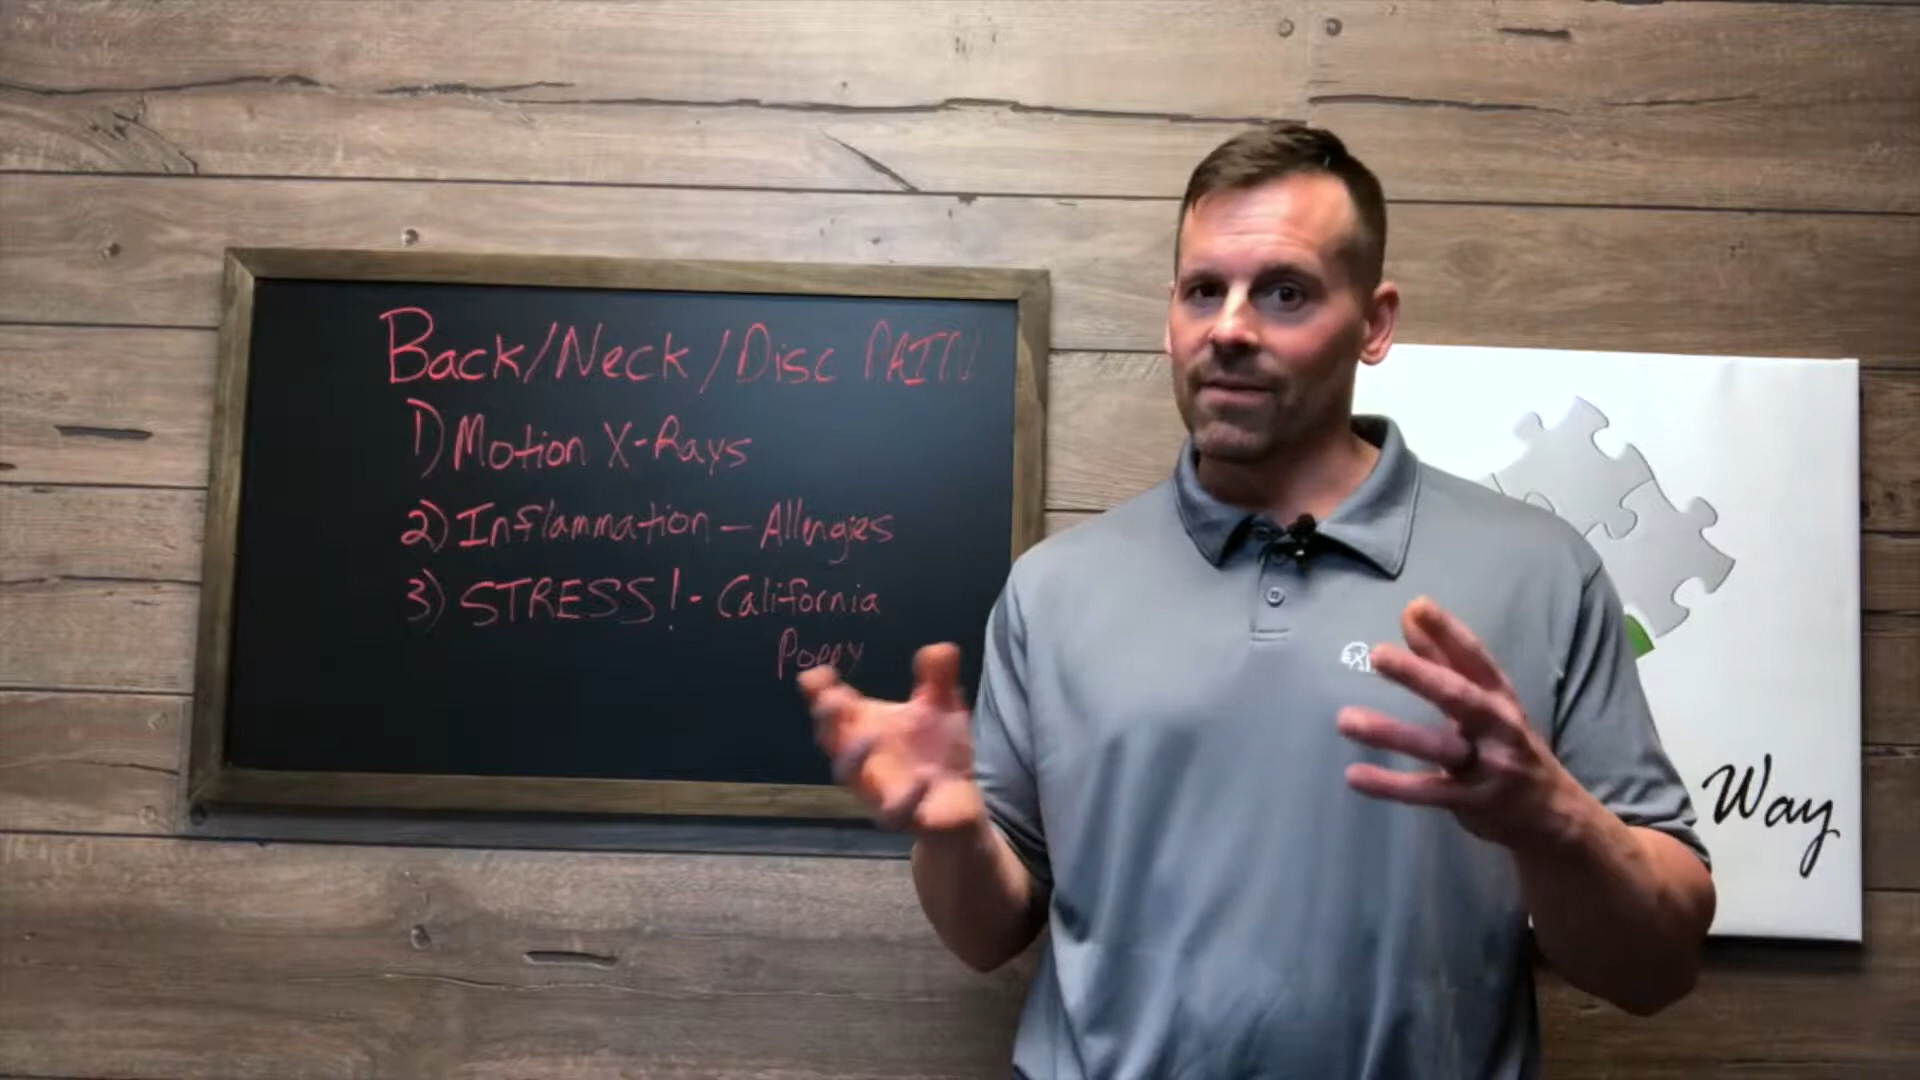 Back/Neck/Disc PAIN
1) Motion X-Rays
2) Inflammation - Allergies
3) STRESS! - California
Poppy
Way